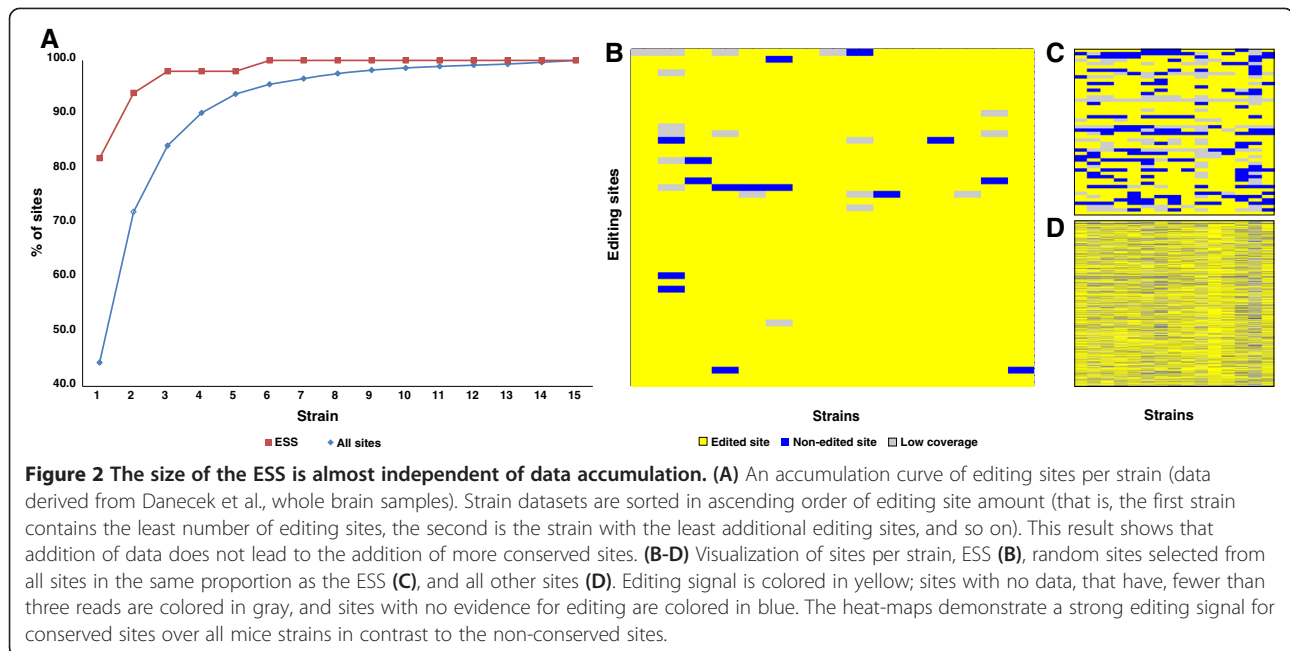 A
100.0
90.0
80.0
70.0
60.0
50.0
40.0
% of sites
1 2 3 4 5 6 7 8 9 10 11 12 13 14 15
Strain
ESS All sites
B
Editing sites
Strains
Edited site Non-edited site Low coverage
C
D
Strains
Figure 2 The size of the ESS is almost independent of data accumulation. (A) An accumulation curve of editing sites per strain (data
derived from Danecek et al., whole brain samples). Strain datasets are sorted in ascending order of editing site amount (that is, the first strain
contains the least number of editing sites, the second is the strain with the least additional editing sites, and so on). This result shows that
addition of data does not lead to the addition of more conserved sites. (B-D) Visualization of sites per strain, ESS (B), random sites selected from
all sites in the same proportion as the ESS (C), and all other sites (D). Editing signal is colored in yellow; sites with no data, that have, fewer than
three reads are colored in gray, and sites with no evidence for editing are colored in blue. The heat-maps demonstrate a strong editing signal for
conserved sites over all mice strains in contrast to the non-conserved sites.